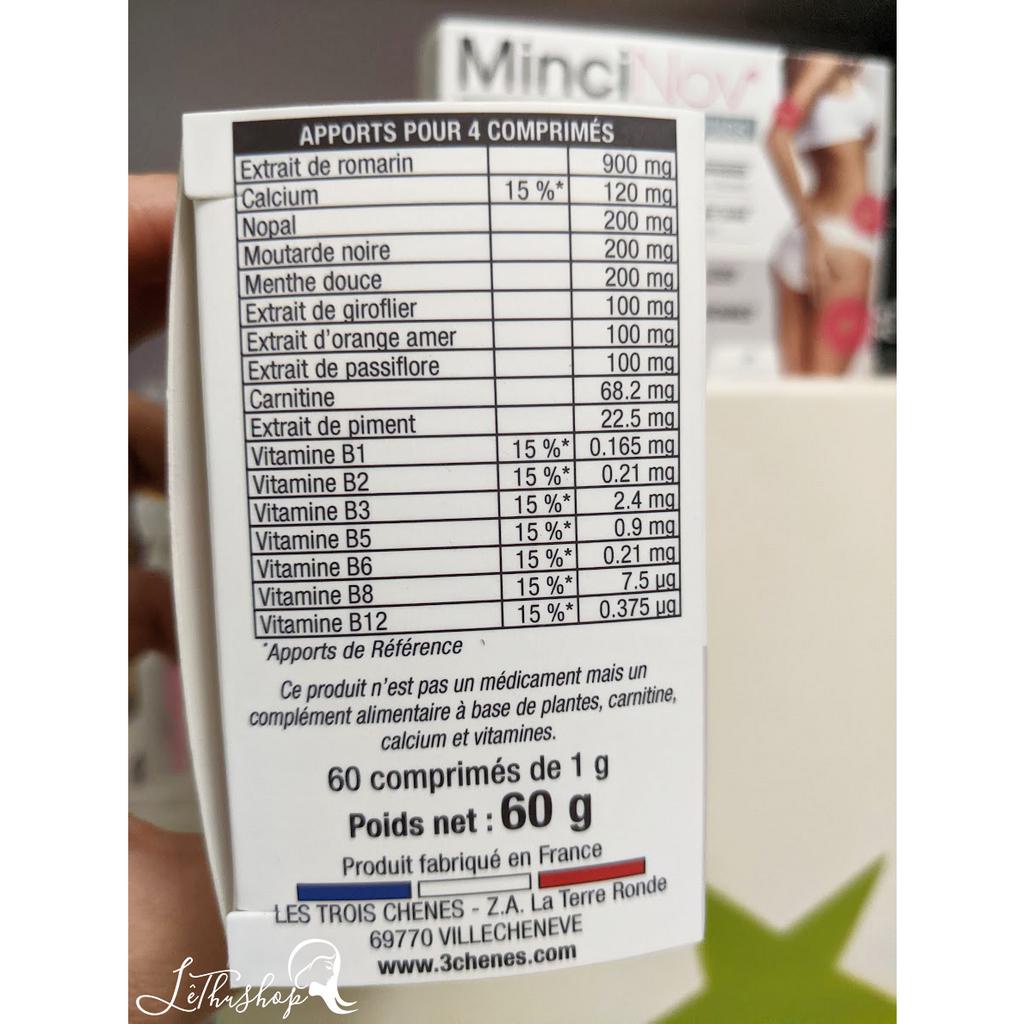 MinciNov'
APPORTS POUR 4 COMPRIMÉS
Extrait de romarin 900 mg
Calcium 15 %* 120 mg
Nopal 200 mg
Moutarde noire 200 mg
Menthe douce 200 mg
Extrait de giroflier 100 mg
Extrait d'orange amer 100 mg
Extrait de passiflore 100 mg
Carnitine 68.2 mg
Extrait de piment 22.5 mg
Vitamine B1 15 %* 0.165 mg
Vitamine B2 15 %* 0.21 mg
Vitamine B3 15 %* 2.4 mg
Vitamine B5 15 %* 0.9 mg
Vitamine B6 15 %* 0.21 mg
Vitamine B8 15 %* 7.5 µg
Vitamine B12 15 %* 0.375 µg
*Apports de Référence
Ce produit n'est pas un médicament mais un
complément alimentaire à base de plantes, carnitine,
calcium et vitamines.
60 comprimés de 1 g
Poids net : 60 g
Produit fabriqué en France
LES TROIS CHENES - Z.A. La Terre Ronde
69770 VILLECHENEVE
www.3chenes.com
LêThushop